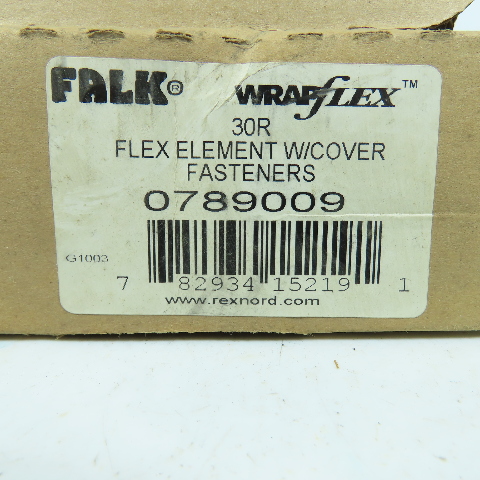 FALK® WRAPfLEX™
30R
FLEX ELEMENT W/COVER
FASTENERS
0789009
G1003
7 82934 15219 1
www.rexnord.com